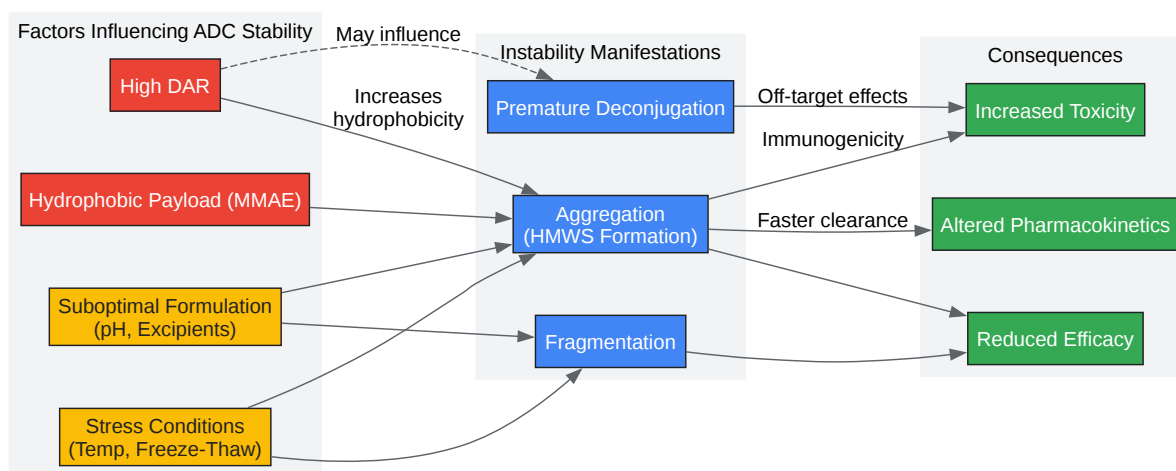 Factors Influencing ADC Stability
High DAR
Hydrophobic Payload (MMAE)
Suboptimal Formulation
(pH, Excipients)
Stress Conditions
(Temp, Freeze-Thaw)
May influence
Increases
hydrophobicity
Instability Manifestations
Premature Deconjugation
Aggregation
(HMWS Formation)
Fragmentation
Off-target effects
Immunogenicity
Faster clearance
Consequences
Increased Toxicity
Altered Pharmacokinetics
Reduced Efficacy